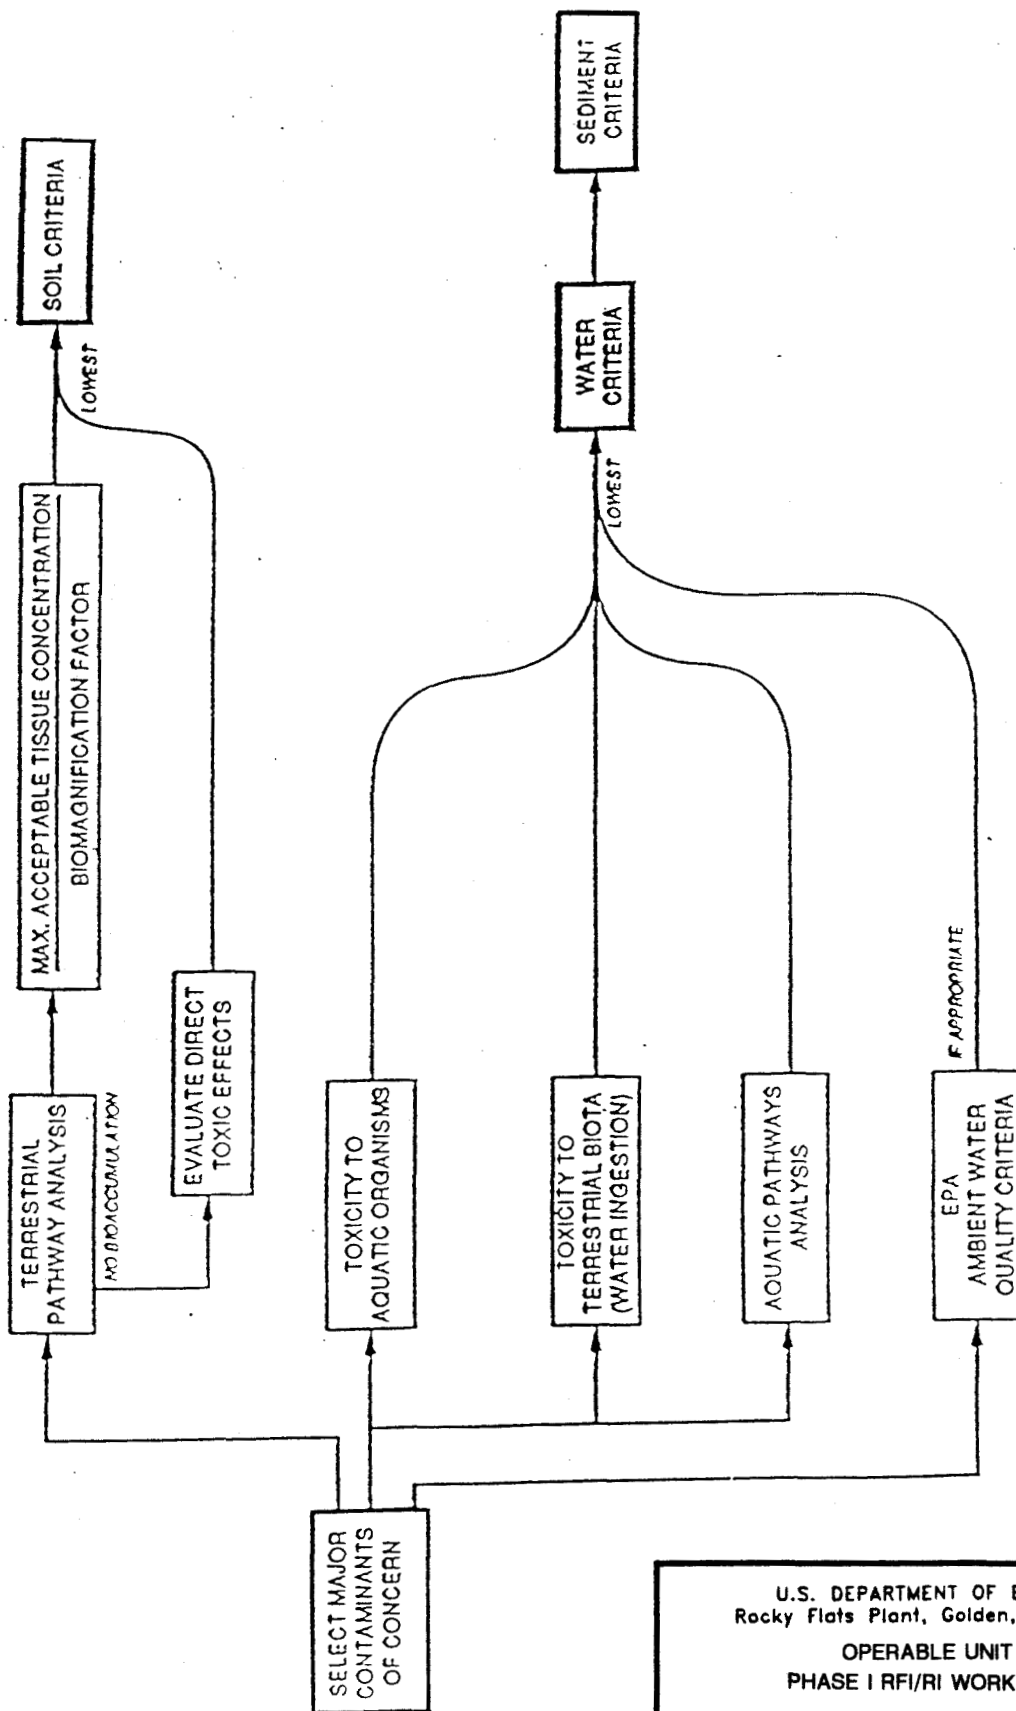 SELECT MAJOR
CONTAMINANTS
OF CONCERN
TERRESTRIAL
PATHWAY ANALYSIS
NO BIOACCUMULATION
EVALUATE DIRECT
TOXIC EFFECTS
MAX. ACCEPTABLE TISSUE CONCENTRATION
BIOMAGNIFICATION FACTOR
LOWEST
SOIL CRITERIA
TOXICITY TO
AQUATIC ORGANISMS
TOXICITY TO
TERRESTRIAL BIOTA
(WATER INGESTION)
AQUATIC PATHWAYS
ANALYSIS
EPA
AMBIENT WATER
QUALITY CRITERIA
IF APPROPRIATE
LOWEST
WATER
CRITERIA
SEDIMENT
CRITERIA
U.S. DEPARTMENT OF
Rocky Flats Plant, Golden,
OPERABLE UNIT
PHASE I RFI/RI WORK